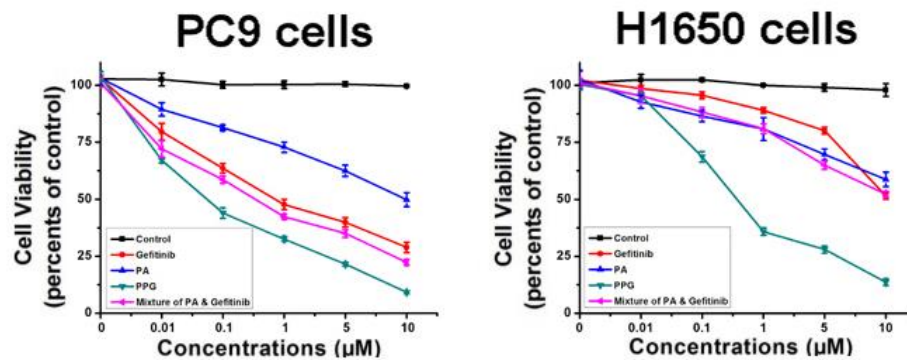 PC9 cells
Cell Viability
(percents of control)
100
75
50
25
0
Control
Gefitinib
PA
PPG
Mixture of PA & Gefitinib
0 0.01 0.1 1 5 10
Concentrations (μM)
H1650 cells
Cell Viability
(percents of control)
100
75
50
25
0
Control
Gefitinib
PA
PPG
Mixture of PA & Gefitinib
0 0.01 0.1 1 5 10
Concentrations (μM)